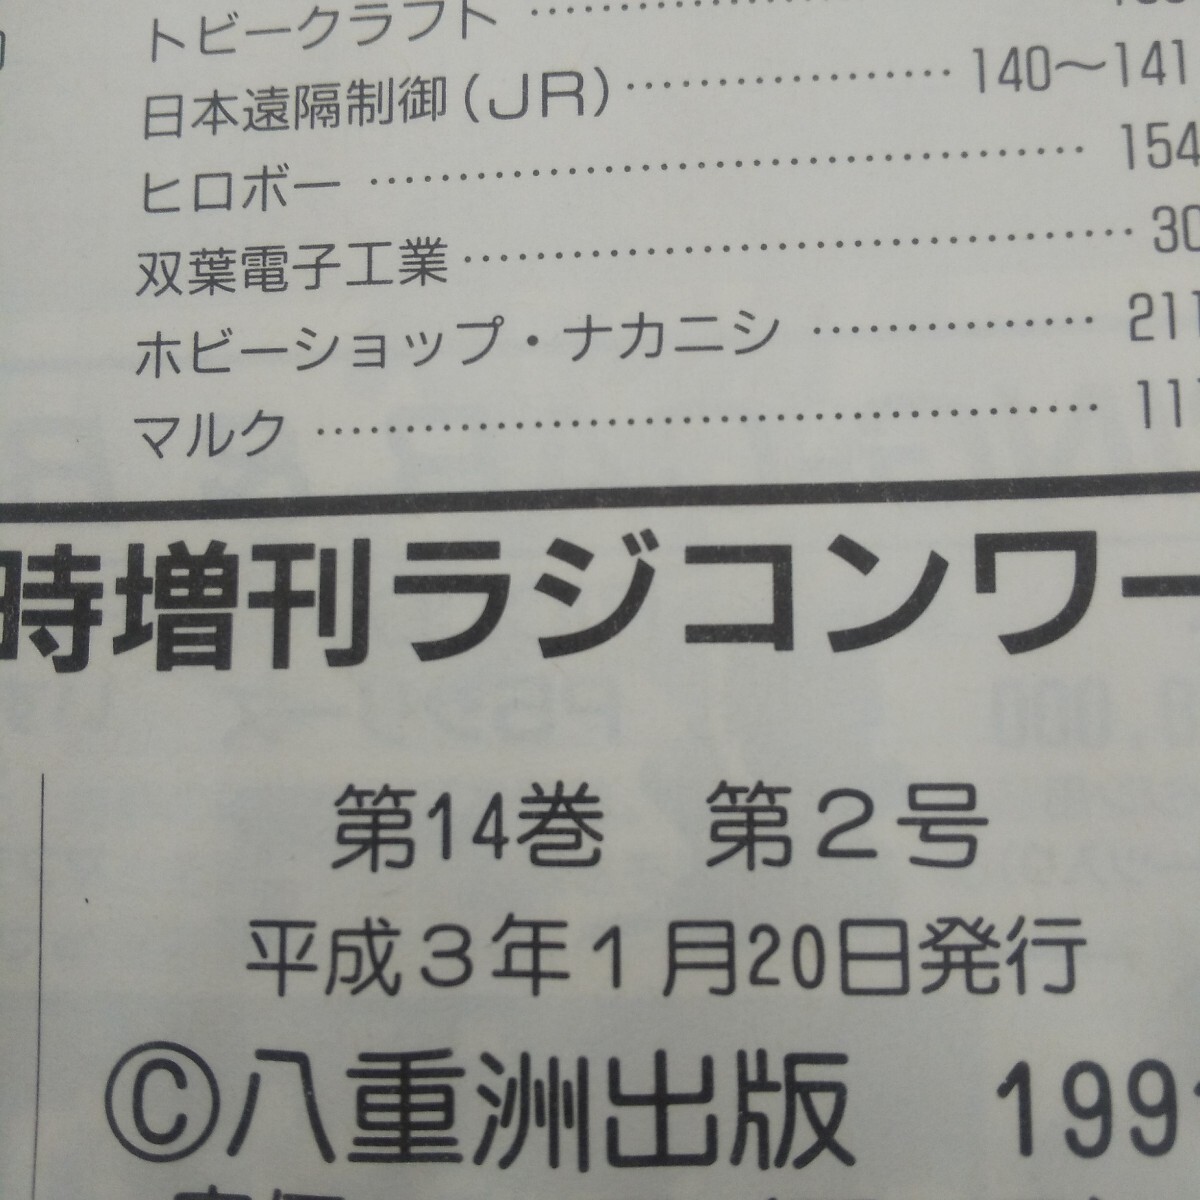 トビークラフト ……………………
日本遠隔制御(JR) ………………… 140〜141
ヒロボー ………………………………… 154
双葉電子工業 …………………………… 30
ホビーショップ・ナカニシ …………… 211
マルク …………………………………… 11
時増刊ラジコンワー
第14巻 第2号
平成3年1月20日発行
©八重洲出版 1991